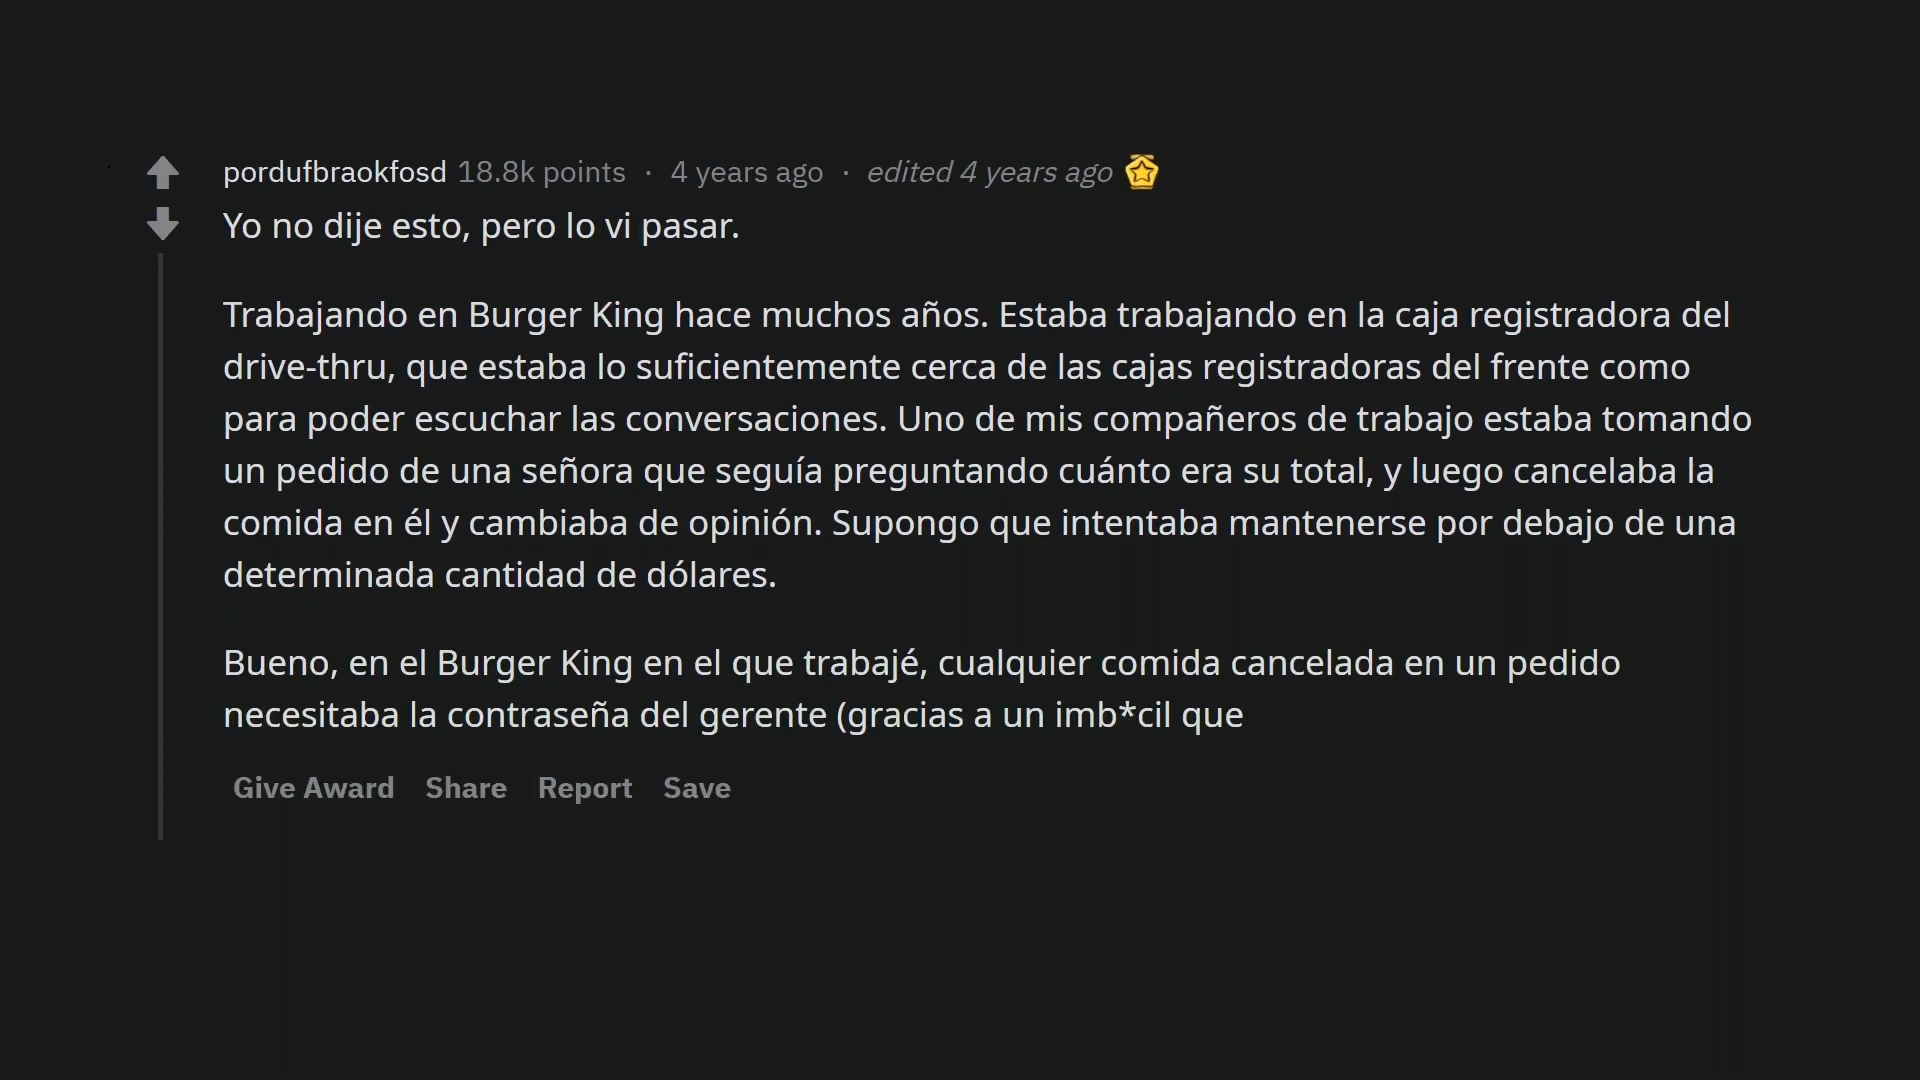 pordufbraokfosd 18.8k points · 4 years ago · edited 4 years ago
Yo no dije esto, pero lo vi pasar.
Trabajando en Burger King hace muchos años. Estaba trabajando en la caja registradora del
drive-thru, que estaba lo suficientemente cerca de las cajas registradoras del frente como
para poder escuchar las conversaciones. Uno de mis compañeros de trabajo estaba tomando
un pedido de una señora que seguía preguntando cuánto era su total, y luego cancelaba la
comida en él y cambiaba de opinión. Supongo que intentaba mantenerse por debajo de una
determinada cantidad de dólares.
Bueno, en el Burger King en el que trabajé, cualquier comida cancelada en un pedido
necesitaba la contraseña del gerente (gracias a un imb*cil que
Give Award Share Report Save